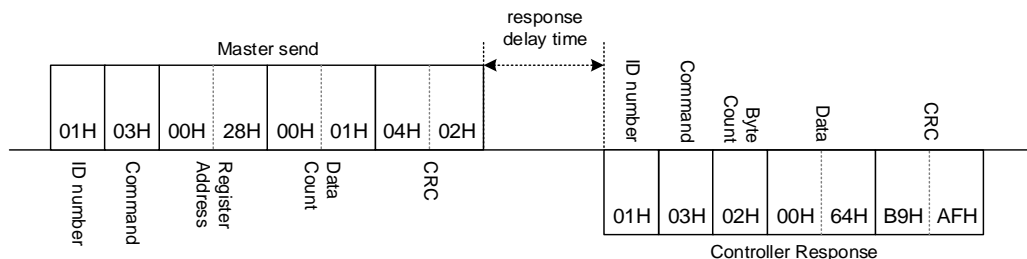 response
delay time
Master send
01H 03H 00H 28H 00H 01H 04H 02H
ID number
Command
Register
Address
Data
Count
CRC
ID number
Command
Byte
Count
Data
CRC
01H 03H 02H 00H 64H B9H AFH
Controller Response